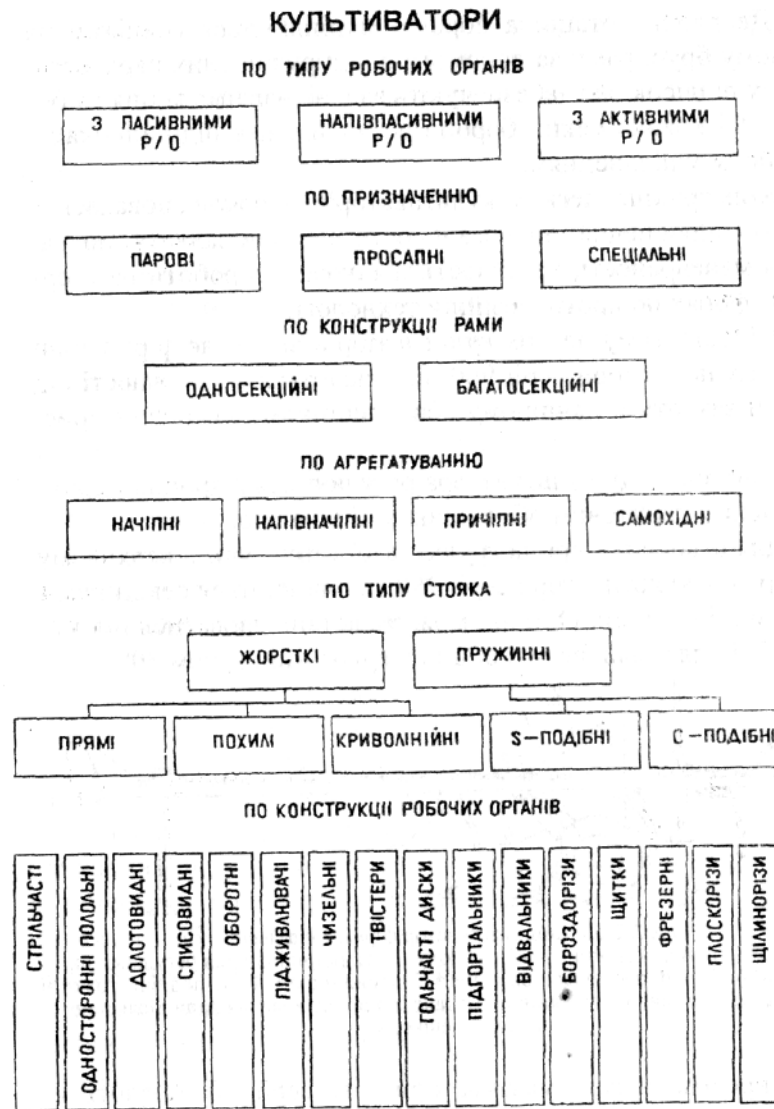 КУЛЬТИВАТОРИ
ПО ТИПУ РОБОЧИХ ОРГАНІВ
З ПАСИВНИМИ
Р/О
НАПІВПАСИВНИМИ
Р/О
З АКТИВНИМИ
Р/О
ПО ПРИЗНАЧЕННЮ
ПАРОВІ
ПРОСАПНІ
СПЕЦІАЛЬНІ
ПО КОНСТРУКЦІІ РАМИ
ОДНОСЕКЦІЙНІ
БАГАТОСЕКЦІЙНІ
ПО АГРЕГАТУВАННЮ
НАЧІПНІ
НАПІВНАЧІПНІ
ПРИЧІПНІ
САМОХІДНІ
ПО ТИПУ СТОЯКА
ЖОРСТКІ
ПРУЖИННІ
ПРЯМІ
ПОХИЛІ
КРИВОЛІНІЙНІ
S-ПОДІБНІ
С-ПОДІБНІ
ПО КОНСТРУКЦІІ РОБОЧИХ ОРГАНІВ
СТРІЛЬЧАСТІ
ОДНОСТОРОННІ ПОЛОЛЬНІ
ДОЛОТОВИДНІ
СПИСОВИДНІ
ОБОРОТНІ
ПІДЖИВЛЮВАЧІ
ЧИЗЕЛЬНІ
ТВІСТЕРИ
ГОЛЬЧАСТІ ДИСКИ
ПІДГОРТАЛЬНИКИ
ВІДВАЛЬНИКИ
БОРОЗДОРІЗИ
ЩИТКИ
ФРЕЗЕРНІ
ПЛОСКОРІЗИ
ЩІЛИНОРІЗИ